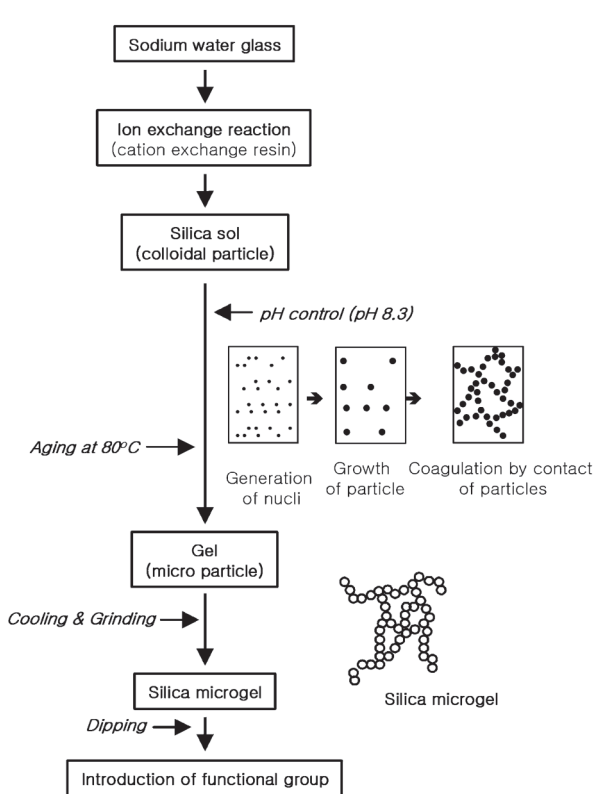 Sodium water glass
Ion exchange reaction
(cation exchange resin)
Silica sol
(colloidal particle)
pH control (pH 8.3)
Aging at 80°C
Generation
of nucli
Growth
of particle
Coagulation by contact
of particles
Gel
(micro particle)
Cooling & Grinding
Silica microgel
Silica microgel
Dipping
Introduction of functional group